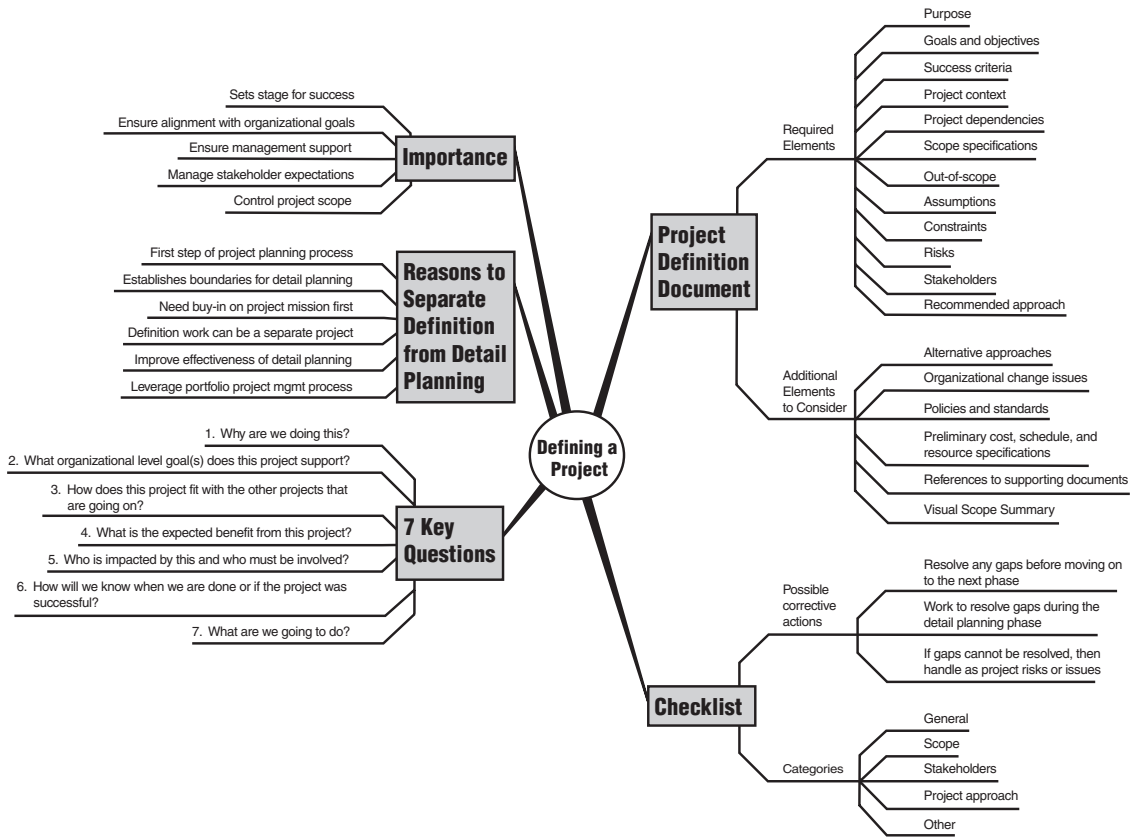 Defining a
Project
Importance
Sets stage for success
Ensure alignment with organizational goals
Ensure management support
Manage stakeholder expectations
Control project scope
Reasons to
Separate
Definition
from Detail
Planning
First step of project planning process
Establishes boundaries for detail planning
Need buy-in on project mission first
Definition work can be a separate project
Improve effectiveness of detail planning
Leverage portfolio project mgmt process
7 Key
Questions
1. Why are we doing this?
2. What organizational level goal(s) does this project support?
3. How does this project fit with the other projects that
are going on?
4. What is the expected benefit from this project?
5. Who is impacted by this and who must be involved?
6. How will we know when we are done or if the project was
successful?
7. What are we going to do?
Project
Definition
Document
Required
Elements
Purpose
Goals and objectives
Success criteria
Project context
Project dependencies
Scope specifications
Out-of-scope
Assumptions
Constraints
Risks
Stakeholders
Recommended approach
Additional
Elements
to Consider
Alternative approaches
Organizational change issues
Policies and standards
Preliminary cost, schedule, and
resource specifications
References to supporting documents
Visual Scope Summary
Checklist
Possible
corrective
actions
Resolve any gaps before moving on
to the next phase
Work to resolve gaps during the
detail planning phase
If gaps cannot be resolved, then
handle as project risks or issues
Categories
General
Scope
Stakeholders
Project approach
Other